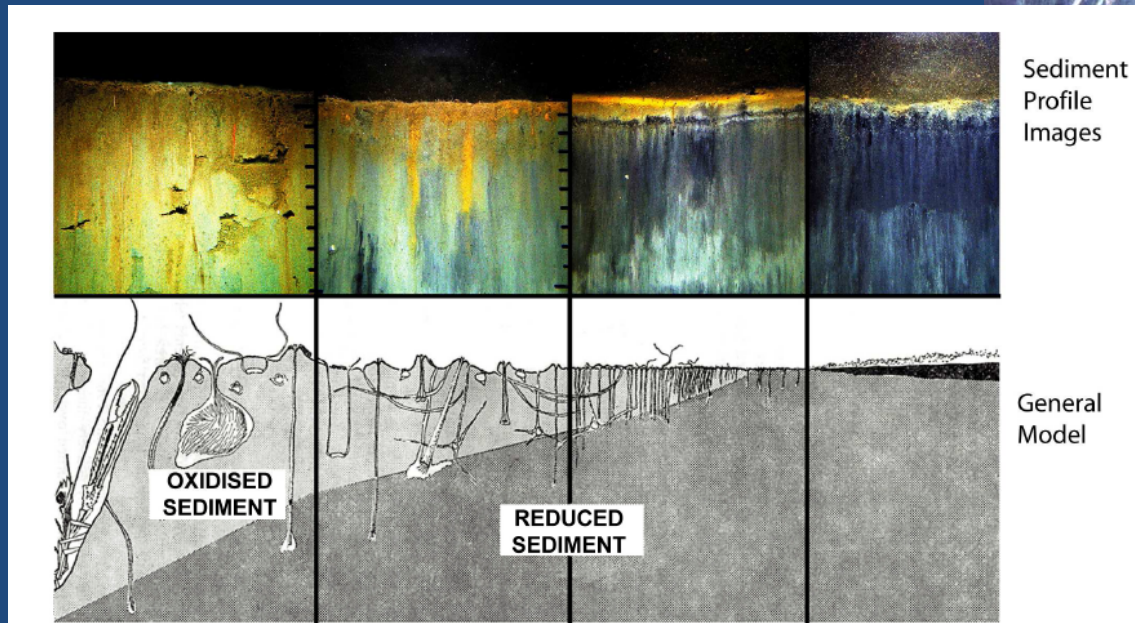 Sediment
Profile
Images
OXIDISED
SEDIMENT
REDUCED
SEDIMENT
General
Model